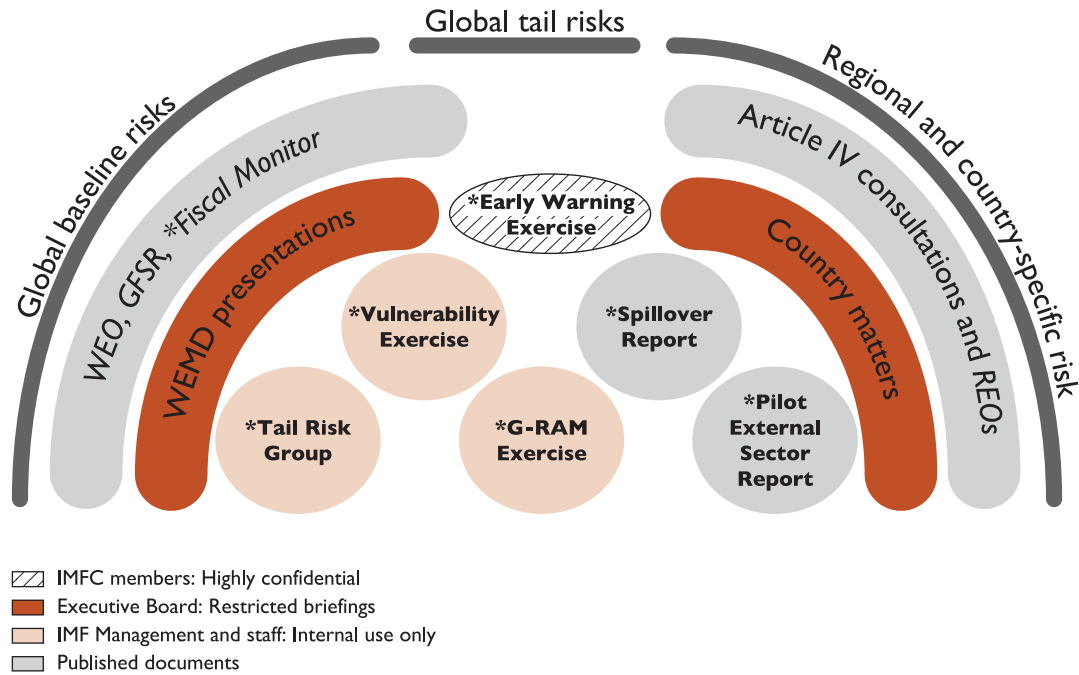 Global tail risks
Global baseline risks
Regional and country-specific risk
WEO, GFSR, *Fiscal Monitor
Article IV consultations and REOs
WEMD presentations
Country matters
*Early Warning
Exercise
*Vulnerability
Exercise
*Spillover
Report
*Tail Risk
Group
*G-RAM
Exercise
*Pilot
External
Sector
Report
IMFC members: Highly confidential
Executive Board: Restricted briefings
IMF Management and staff: Internal use only
Published documents